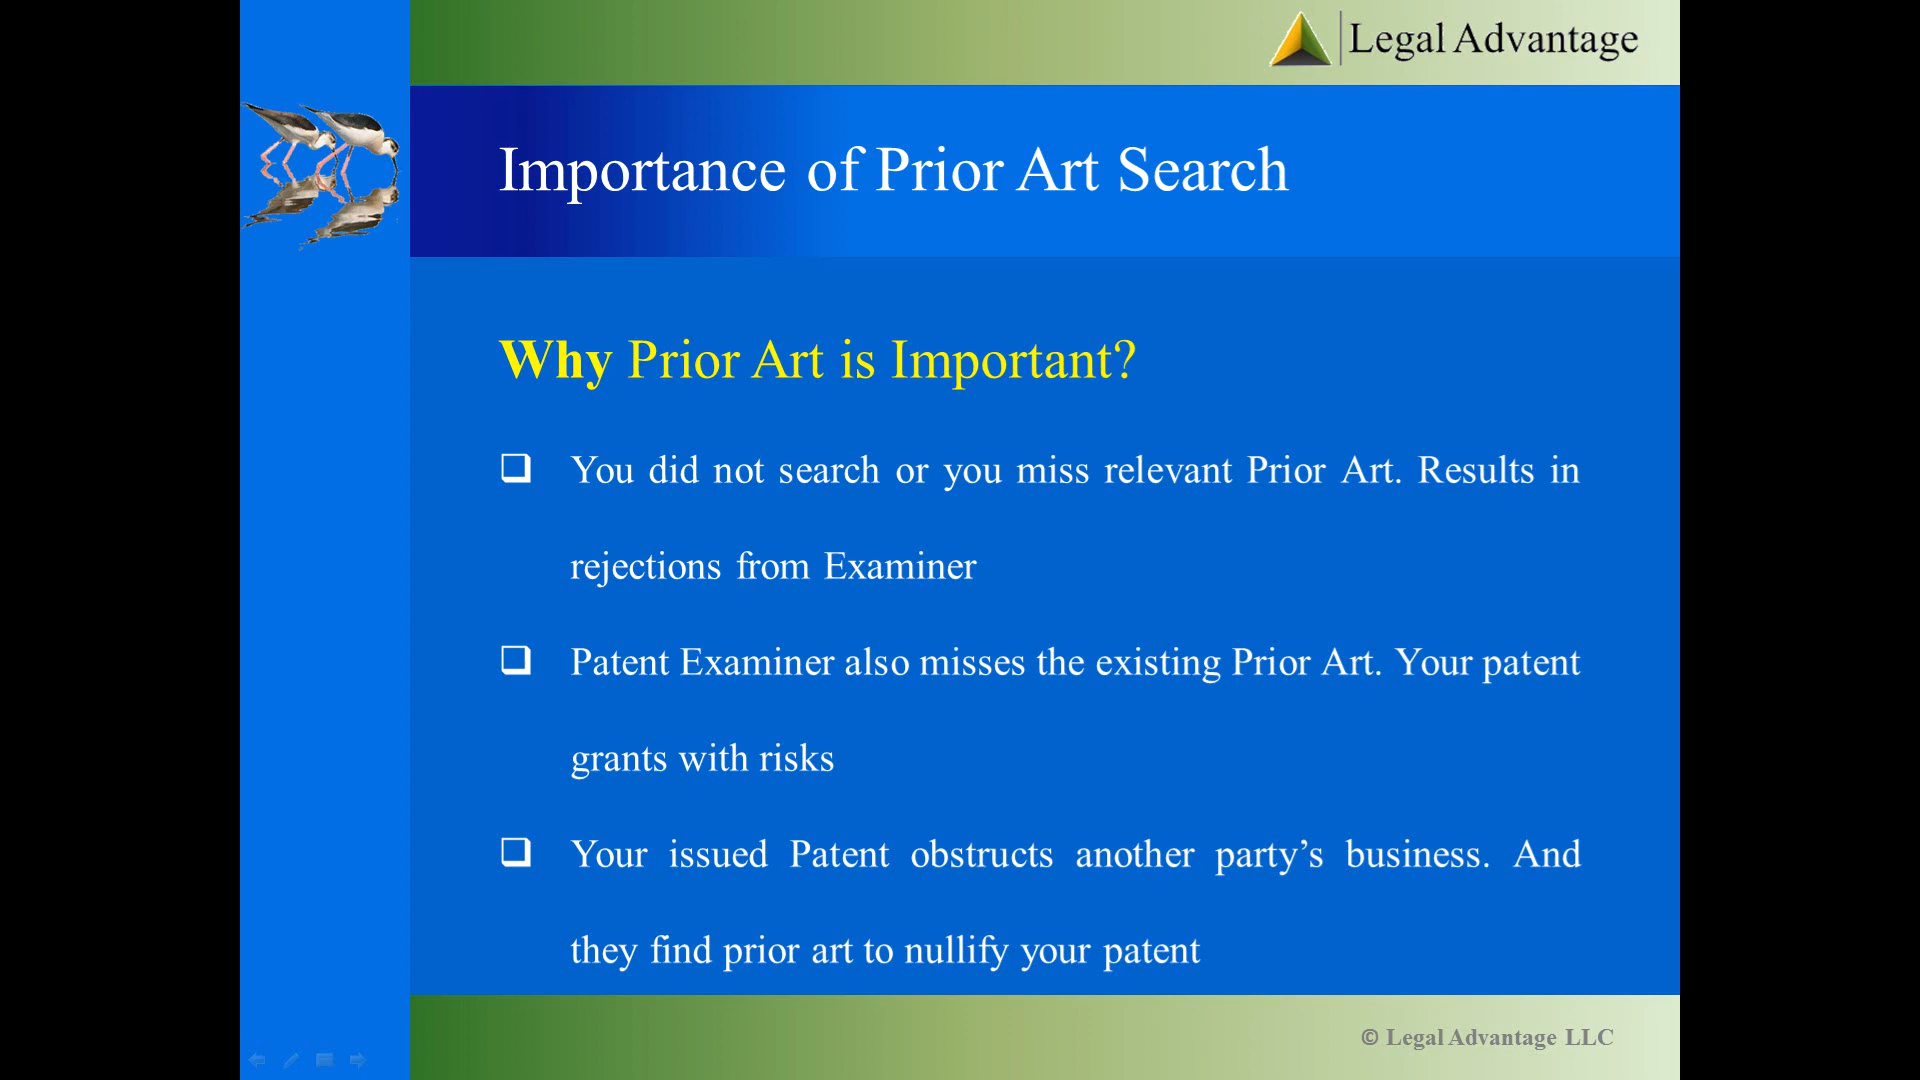 Legal Advantage
Importance of Prior Art Search
Why Prior Art is Important?
You did not search or you miss relevant Prior Art. Results in
rejections from Examiner
Patent Examiner also misses the existing Prior Art. Your patent
grants with risks
Your issued Patent obstructs another party’s business. And
they find prior art to nullify your patent
© Legal Advantage LLC